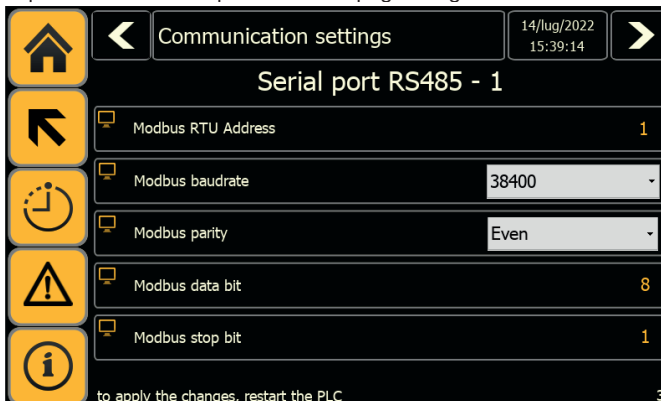 Communication settings
14/lug/2022
15:39:14
Serial port RS485 - 1
Modbus RTU Address 1
Modbus baudrate 38400
Modbus parity Even
Modbus data bit 8
Modbus stop bit 1
to apply the changes, restart the PLC